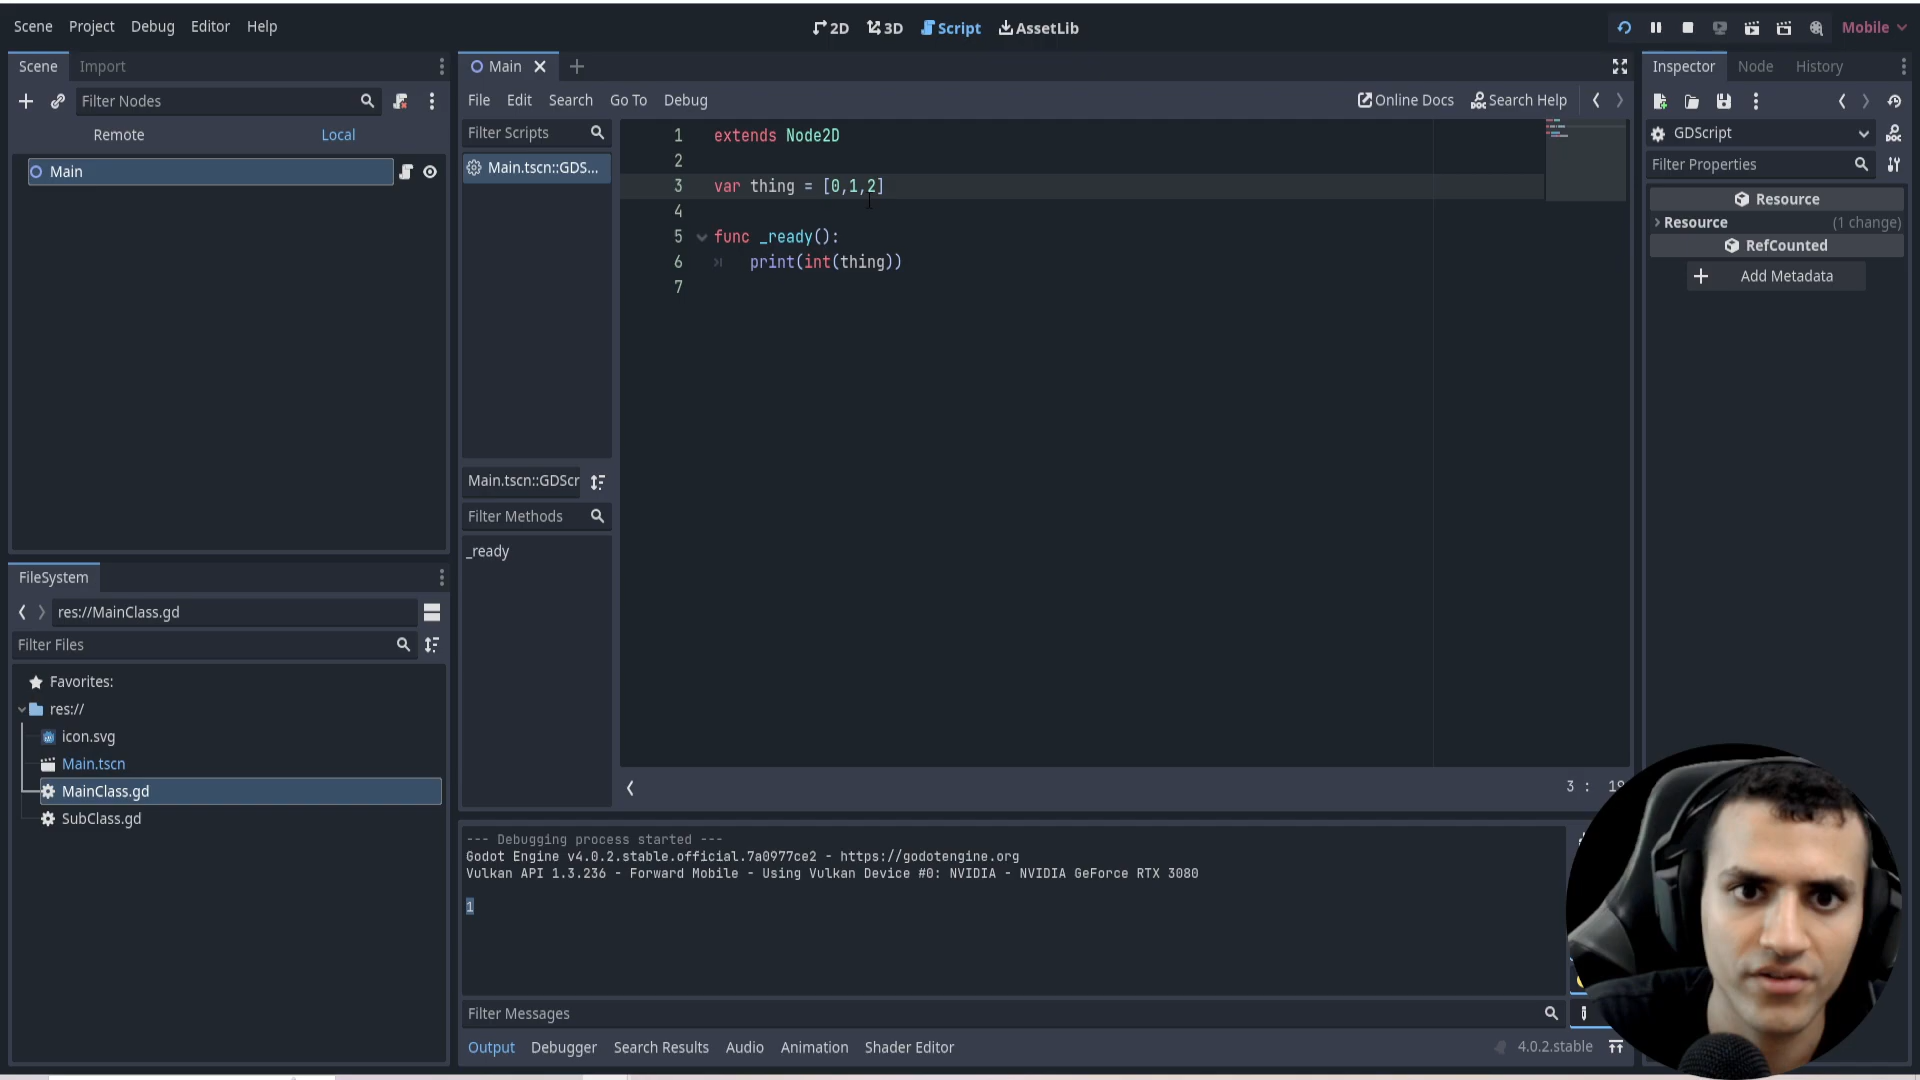 Scene Project Debug Editor Help
2D 3D Script AssetLib
Mobile
Scene Import
Filter Nodes
Remote Local
Main
Main
File Edit Search Go To Debug
Online Docs Search Help
Filter Scripts
Main.tscn::GDS...
1 extends Node2D
2
3 var thing = [0,1,2]
4
5 func _ready():
6 print(int(thing))
7
Main.tscn::GDScr
Filter Methods
_ready
3 :
Inspector Node History
GDScript
Filter Properties
Resource
Resource (1 change)
RefCounted
Add Metadata
FileSystem
res://MainClass.gd
Filter Files
Favorites:
res://
icon.svg
Main.tscn
MainClass.gd
SubClass.gd
--- Debugging process started ---
Godot Engine v4.0.2.stable.official.7a0977ce2 - https://godotengine.org
Vulkan API 1.3.236 - Forward Mobile - Using Vulkan Device #0: NVIDIA - NVIDIA GeForce RTX 3080
1
Filter Messages
Output Debugger Search Results Audio Animation Shader Editor
4.0.2.stable